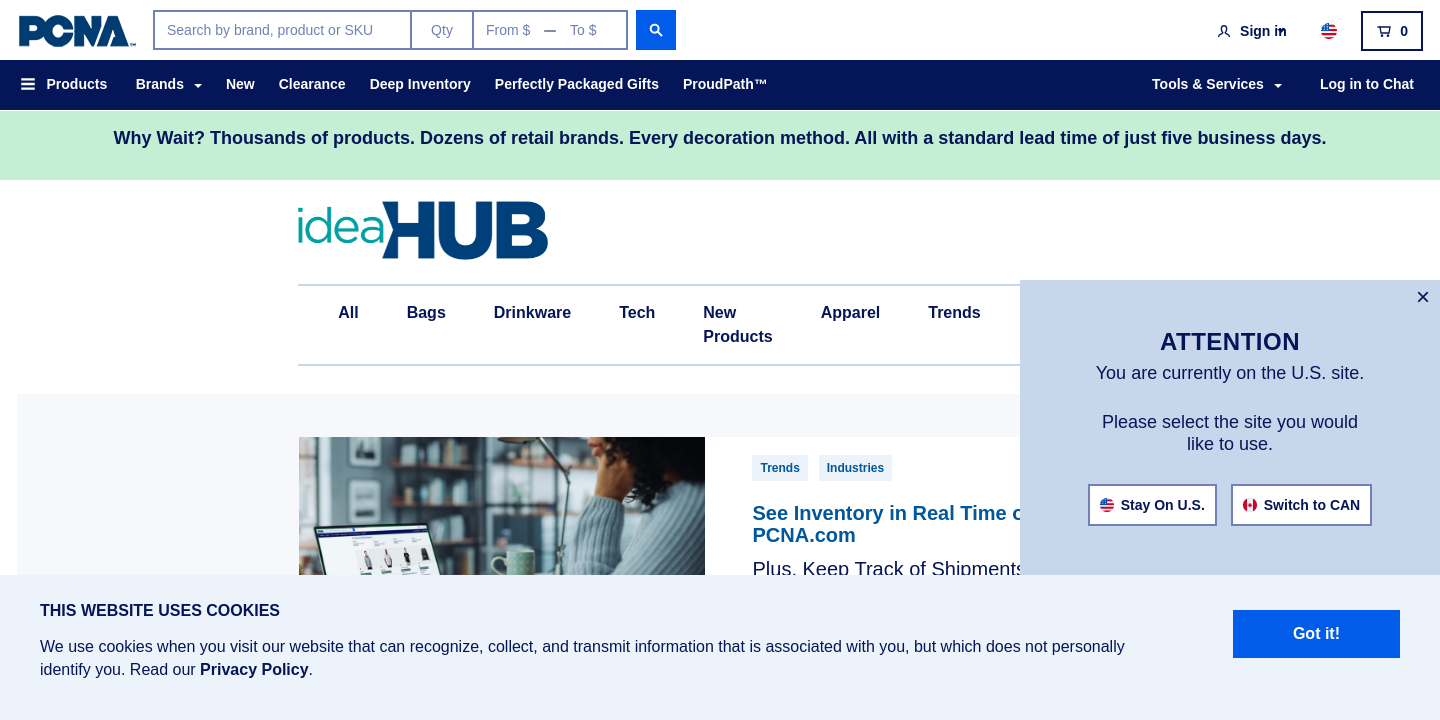 PCNA™
Search by brand, product or SKU
Qty
From $ — To $
Sign in
0
Products
Brands
New
Clearance
Deep Inventory
Perfectly Packaged Gifts
ProudPath™
Tools & Services
Log in to Chat
Why Wait? Thousands of products. Dozens of retail brands. Every decoration method. All with a standard lead time of just five business days.
ideaHUB
All
Bags
Drinkware
Tech
New
Products
Apparel
Trends
ATTENTION
You are currently on the U.S. site.
Please select the site you would
like to use.
Stay On U.S.
Switch to CAN
Trends
Industries
See Inventory in Real Time
PCNA.com
Plus, Keep Track of Shipments
THIS WEBSITE USES COOKIES
We use cookies when you visit our website that can recognize, collect, and transmit information that is associated with you, but which does not personally
identify you. Read our Privacy Policy.
Got it!